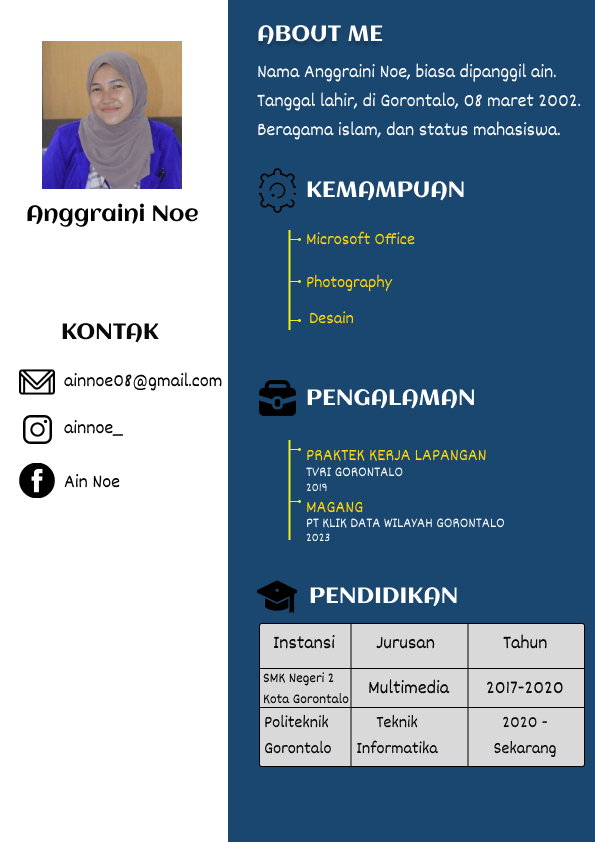 Anggraini Noe
KONTAK
ainnoe08@gmail.com
ainnoe_
Ain Noe
ABOUT ME
Nama Anggraini Noe, biasa dipanggil ain.
Tanggal lahir, di Gorontalo, 08 maret 2002.
Beragama islam, dan status mahasiswa.
KEMAMPUAN
Microsoft Office
Photography
Desain
PENGALAMAN
PRAKTEK KERJA LAPANGAN
TVRI GORONTALO
2019
MAGANG
PT KLIK DATA WILAYAH GORONTALO
2023
PENDIDIKAN
Instansi Jurusan Tahun
SMK Negeri 2
Kota Gorontalo Multimedia 2017-2020
Politeknik Teknik 2020 -
Gorontalo Informatika Sekarang